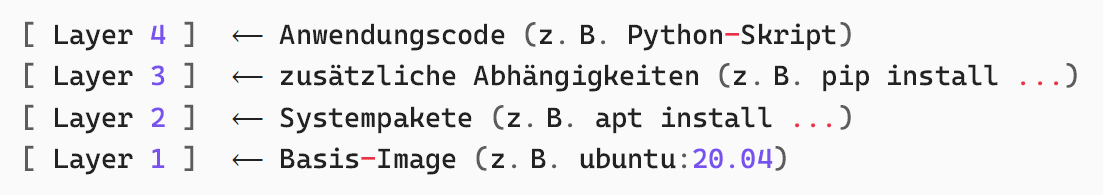 [ Layer 4 ] ⟵ Anwendungscode (z. B. Python-Skript)
[ Layer 3 ] ⟵ zusätzliche Abhängigkeiten (z. B. pip install ...)
[ Layer 2 ] ⟵ Systempakete (z. B. apt install ...)
[ Layer 1 ] ⟵ Basis-Image (z. B. ubuntu:20.04)